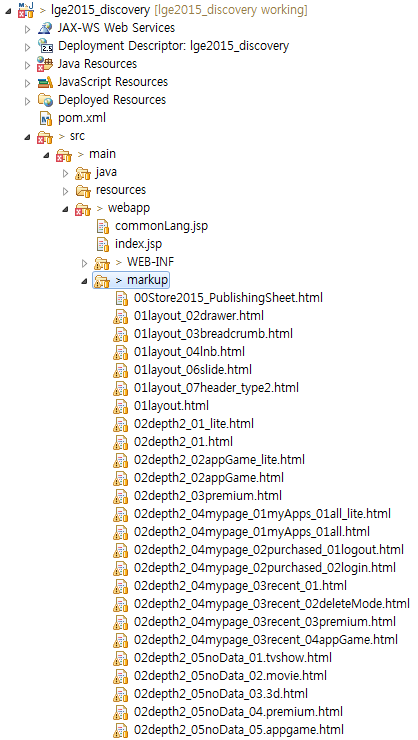 > lge2015_discovery [lge2015_discovery working]
JAX-WS Web Services
Deployment Descriptor: lge2015_discovery
Java Resources
JavaScript Resources
Deployed Resources
pom.xml
> src
> main
java
resources
> webapp
commonLang.jsp
index.jsp
> WEB-INF
> markup
00Store2015_PublishingSheet.html
01layout_02drawer.html
01layout_03breadcrumb.html
01layout_04lnb.html
01layout_06slide.html
01layout_07header_type2.html
01layout.html
02depth2_01_lite.html
02depth2_01.html
02depth2_02appGame_lite.html
02depth2_02appGame.html
02depth2_03premium.html
02depth2_04mypage_01myApps_01all_lite.html
02depth2_04mypage_01myApps_01all.html
02depth2_04mypage_02purchased_01logout.html
02depth2_04mypage_02purchased_02login.html
02depth2_04mypage_03recent_01.html
02depth2_04mypage_03recent_02deleteMode.html
02depth2_04mypage_03recent_03premium.html
02depth2_04mypage_03recent_04appGame.html
02depth2_05noData_01.tvshow.html
02depth2_05noData_02.movie.html
02depth2_05noData_03.3d.html
02depth2_05noData_04.premium.html
02depth2_05noData_05.appgame.html